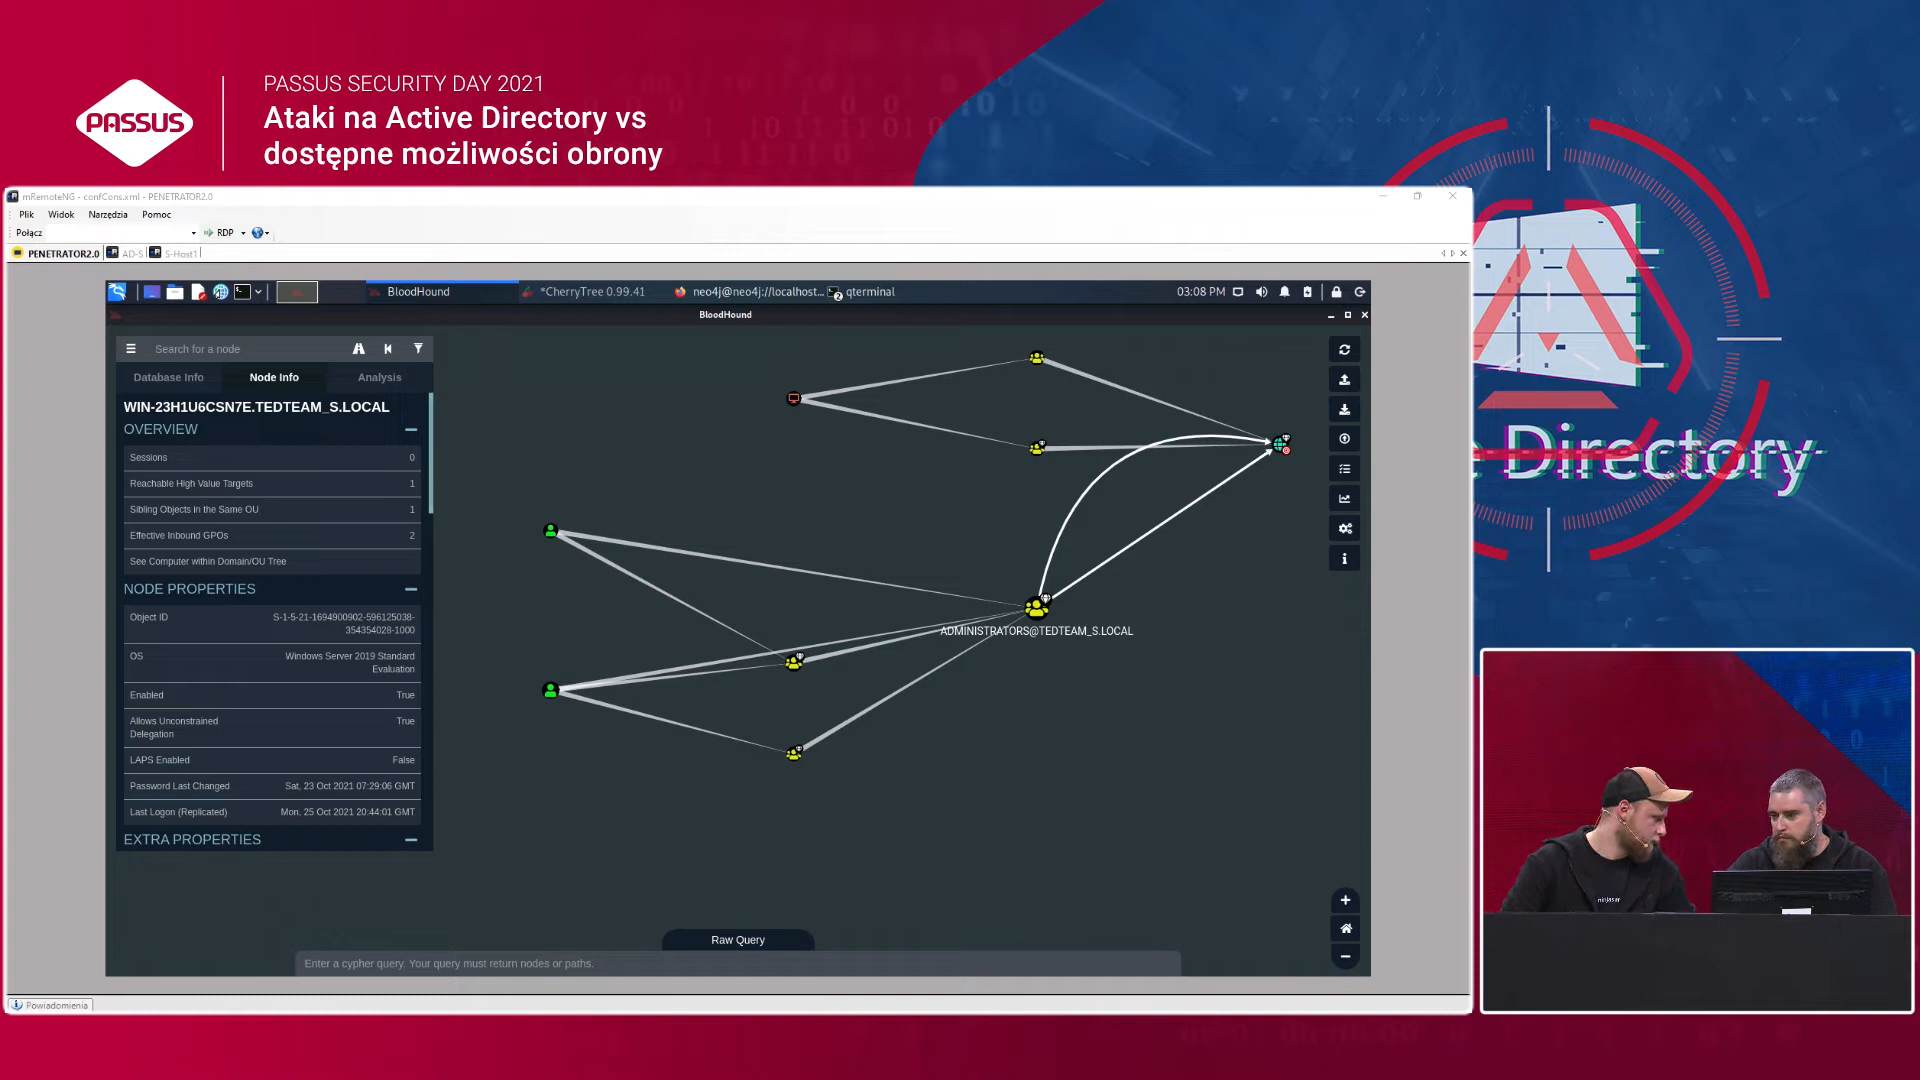 PASSUS
PASSUS SECURITY DAY 2021
Ataki na Active Directory vs
dostępne możliwości obrony
mRemoteNG - confCons.xml - PENETRATOR2.0
Plik Widok Narzędzia Pomoc
Połącz RDP
PENETRATOR2.0 AD-S S-Host1
BloodHound *CherryTree 0.99.41 neo4j@neo4j://localhost... 2 qterminal 03:08 PM
BloodHound
Search for a node
Database Info Node Info Analysis
WIN-23H1U6CSN7E.TEDTEAM_S.LOCAL
OVERVIEW
Sessions 0
Reachable High Value Targets 1
Sibling Objects in the Same OU 1
Effective Inbound GPOs 2
See Computer within Domain/OU Tree
NODE PROPERTIES
Object ID S-1-5-21-1694900902-596125038-
354354028-1000
OS Windows Server 2019 Standard
Evaluation
Enabled True
Allows Unconstrained True
Delegation
LAPS Enabled False
Password Last Changed Sat, 23 Oct 2021 07:29:06 GMT
Last Logon (Replicated) Mon, 25 Oct 2021 20:44:01 GMT
EXTRA PROPERTIES
ADMINISTRATORS@TEDTEAM_S.LOCAL
Raw Query
Enter a cypher query. Your query must return nodes or paths.
Powiadomienia
e Directory